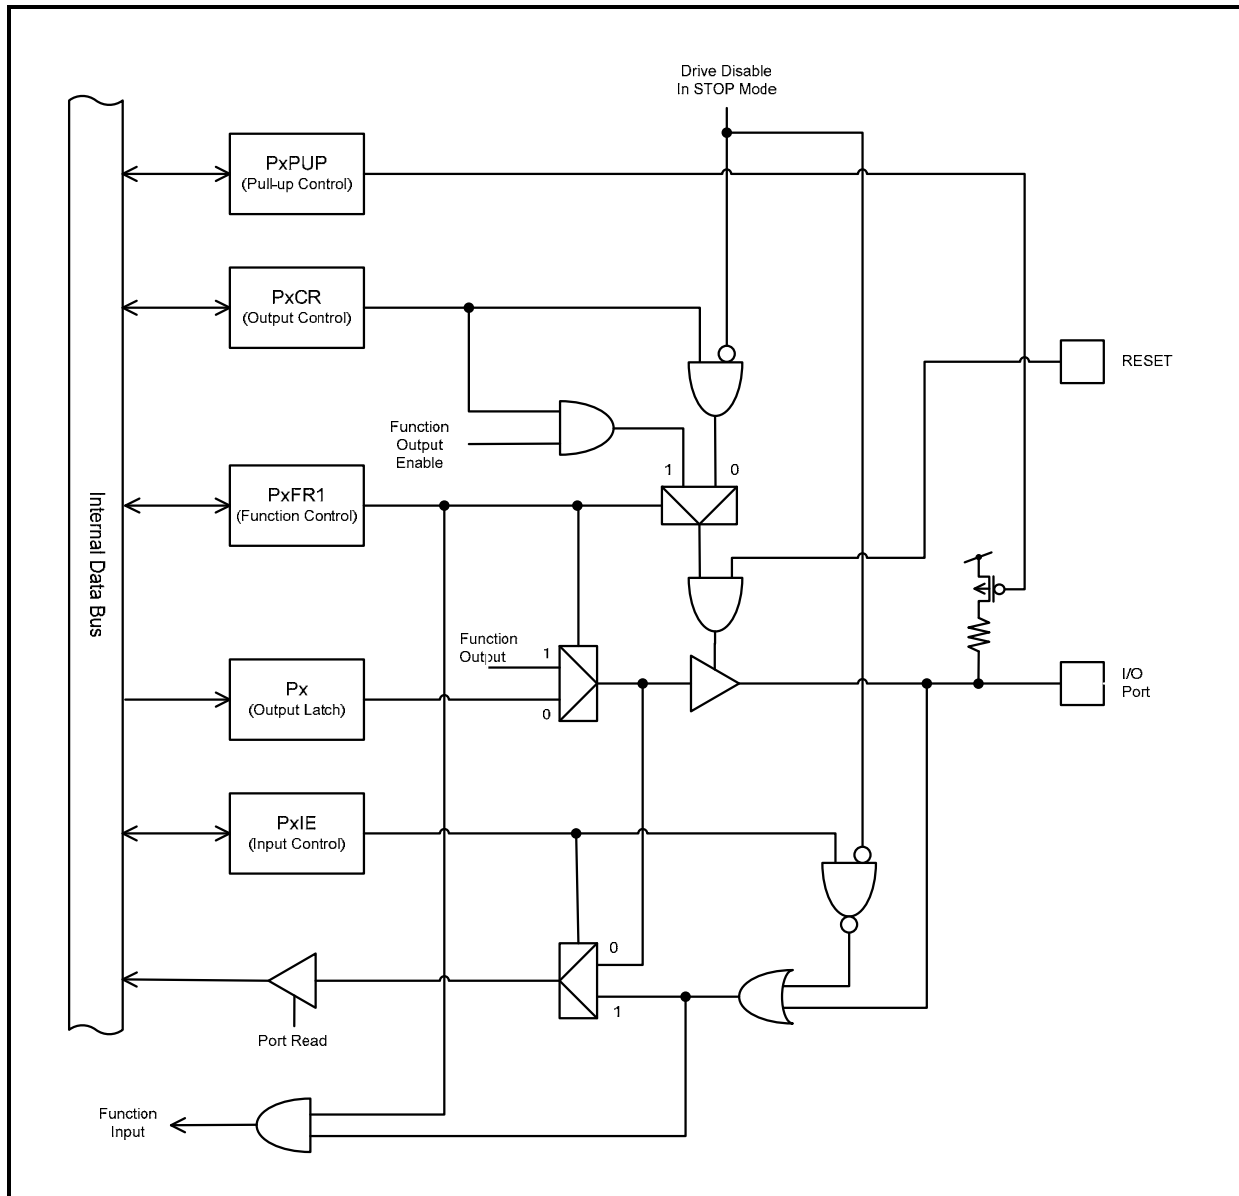 Drive Disable
In STOP Mode
PxPUP
(Pull-up Control)
PxCR
(Output Control)
RESET
Function
Output
Enable
1
0
PxFR1
(Function Control)
Internal Data Bus
Function
Output
1
0
Px
(Output Latch)
I/O
Port
PxIE
(Input Control)
0
1
Port Read
Function
Input